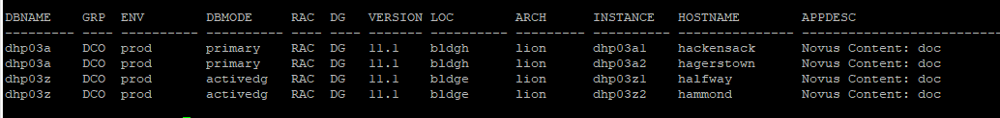 DBNAME GRP ENV DBMODE RAC DG VERSION LOC ARCH INSTANCE HOSTNAME APPDESC
--------- ---- ---------- ---------- ---- ---- ------- ---------- --------- ---------- --------------- --------------------------
dhp03a DCO prod primary RAC DG 11.1 bldgh lion dhp03a1 hackensack Novus Content: doc
dhp03a DCO prod primary RAC DG 11.1 bldgh lion dhp03a2 hagerstown Novus Content: doc
dhp03z DCO prod activedg RAC DG 11.1 bldge lion dhp03z1 halfway Novus Content: doc
dhp03z DCO prod activedg RAC DG 11.1 bldge lion dhp03z2 hammond Novus Content: doc